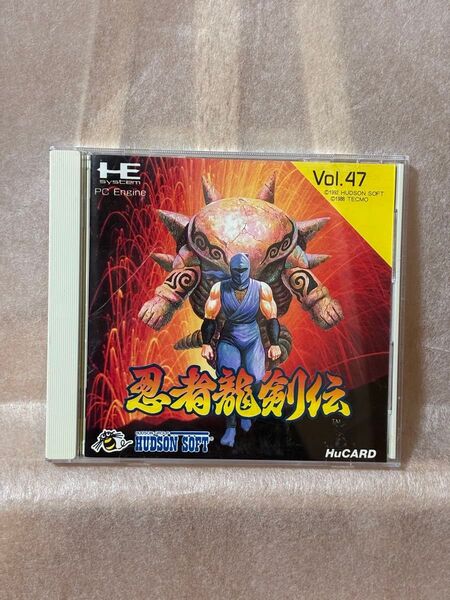 HE
system
PC Engine
Vol.47
©1992 HUDSON SOFT
©1988 TECMO
忍者龍剣伝
TM
HUDSON SOFT®
HuCARD